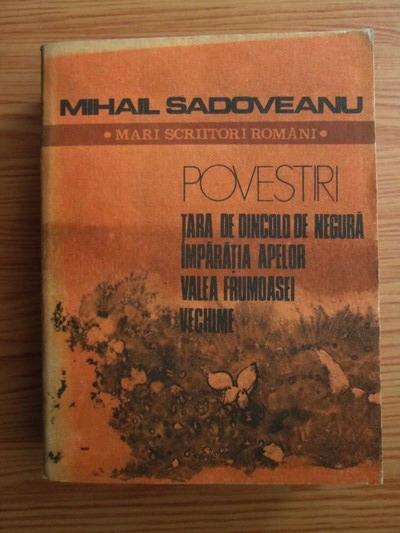 MIHAIL SADOVEANU
• MARI SCRIITORI ROMÂNI •
POVESTIRI
ȚARA DE DINCOLO DE NEGURĂ
ÎMPĂRĂȚIA APELOR
VALEA FRUMOASEI
VECHIME